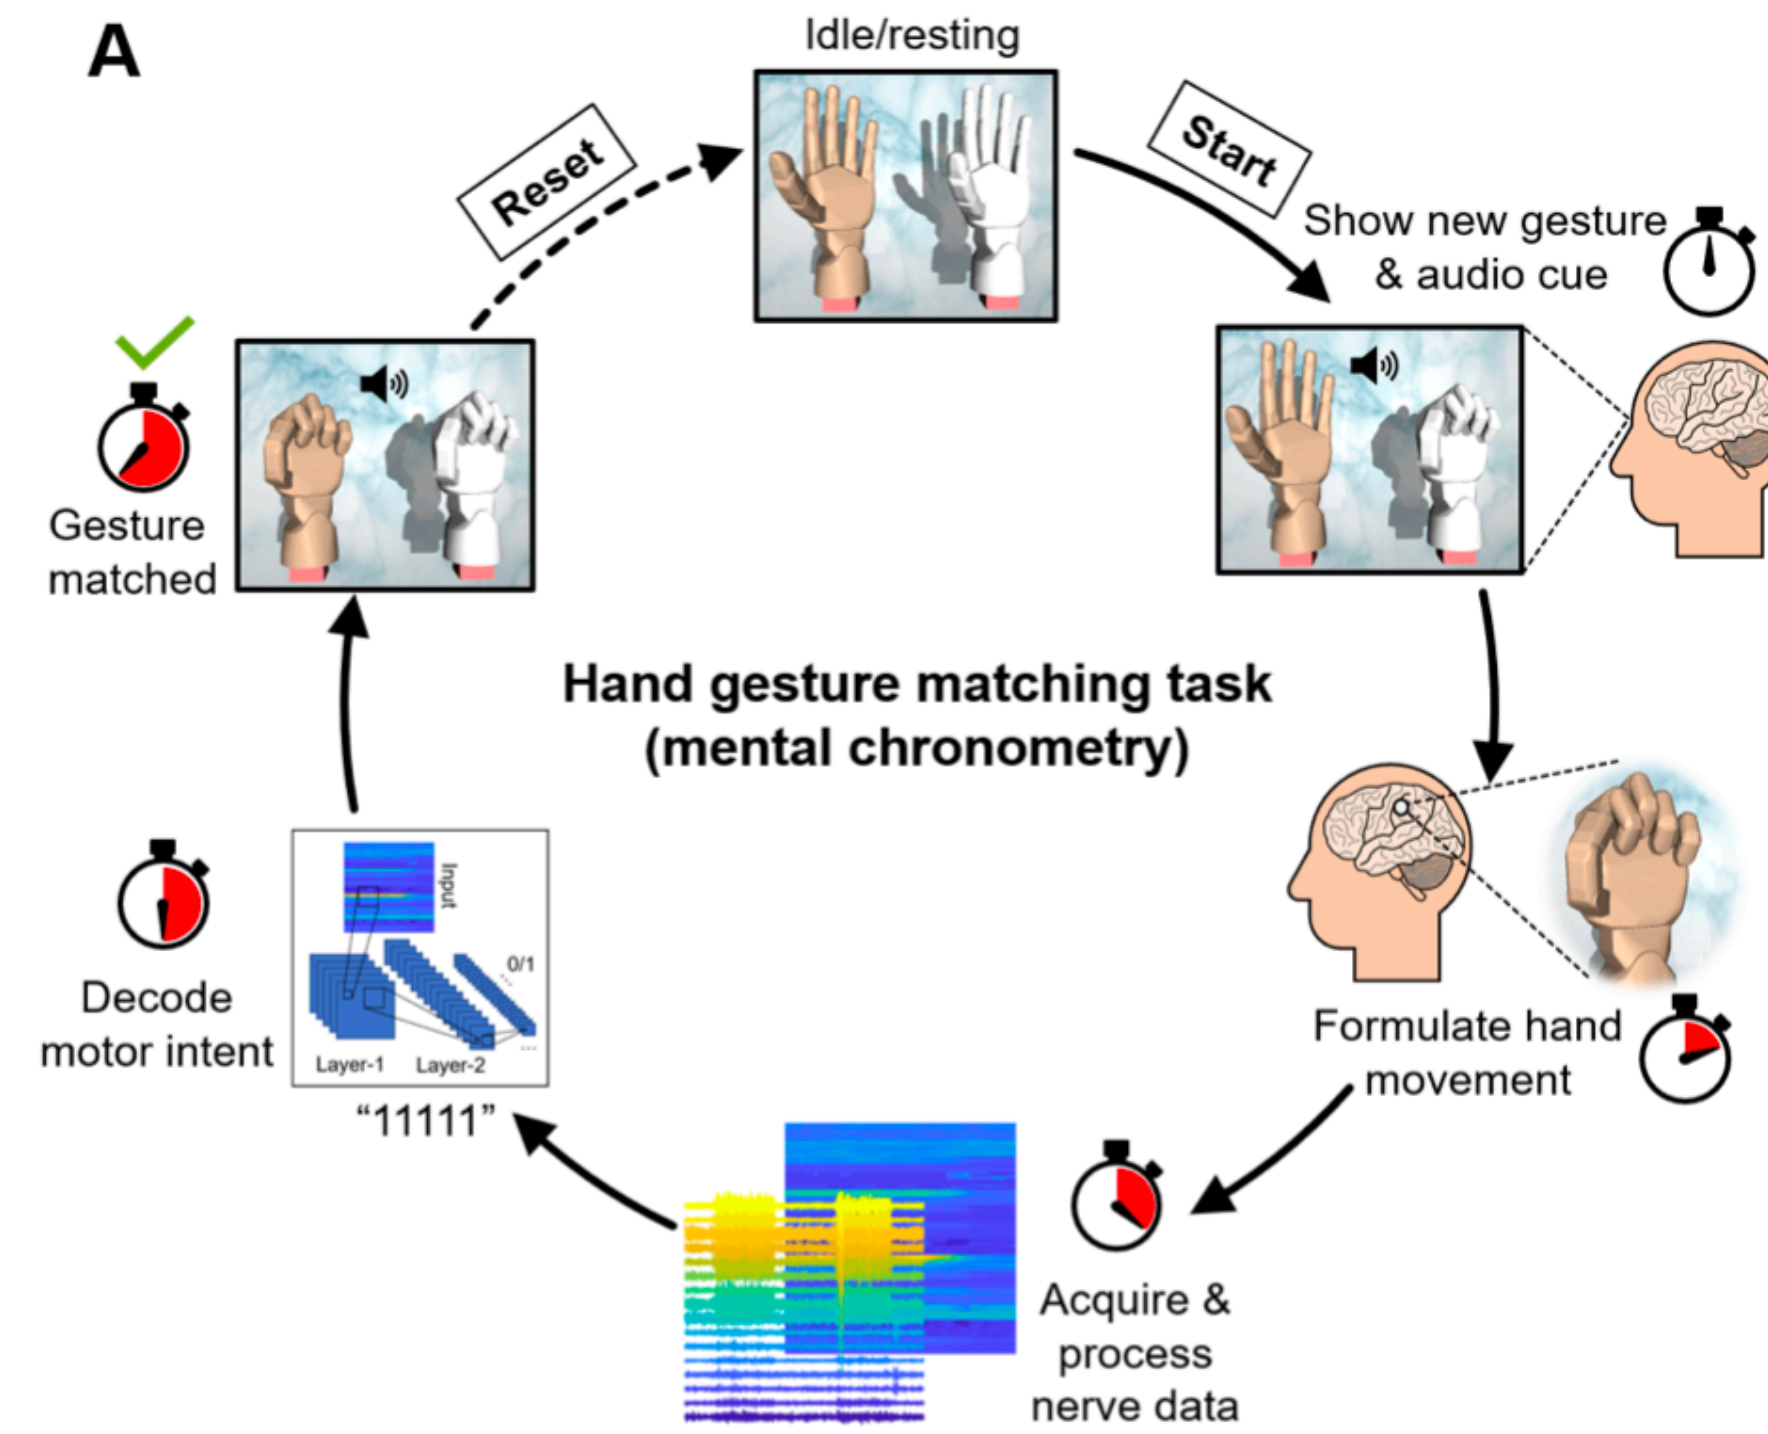 A
Idle/resting
Reset
Start
Show new gesture
& audio cue
Gesture
matched
Hand gesture matching task
(mental chronometry)
Formulate hand
movement
Input
0/1
...
Layer-1
Layer-2
...
Decode
motor intent
“11111”
Acquire &
process
nerve data